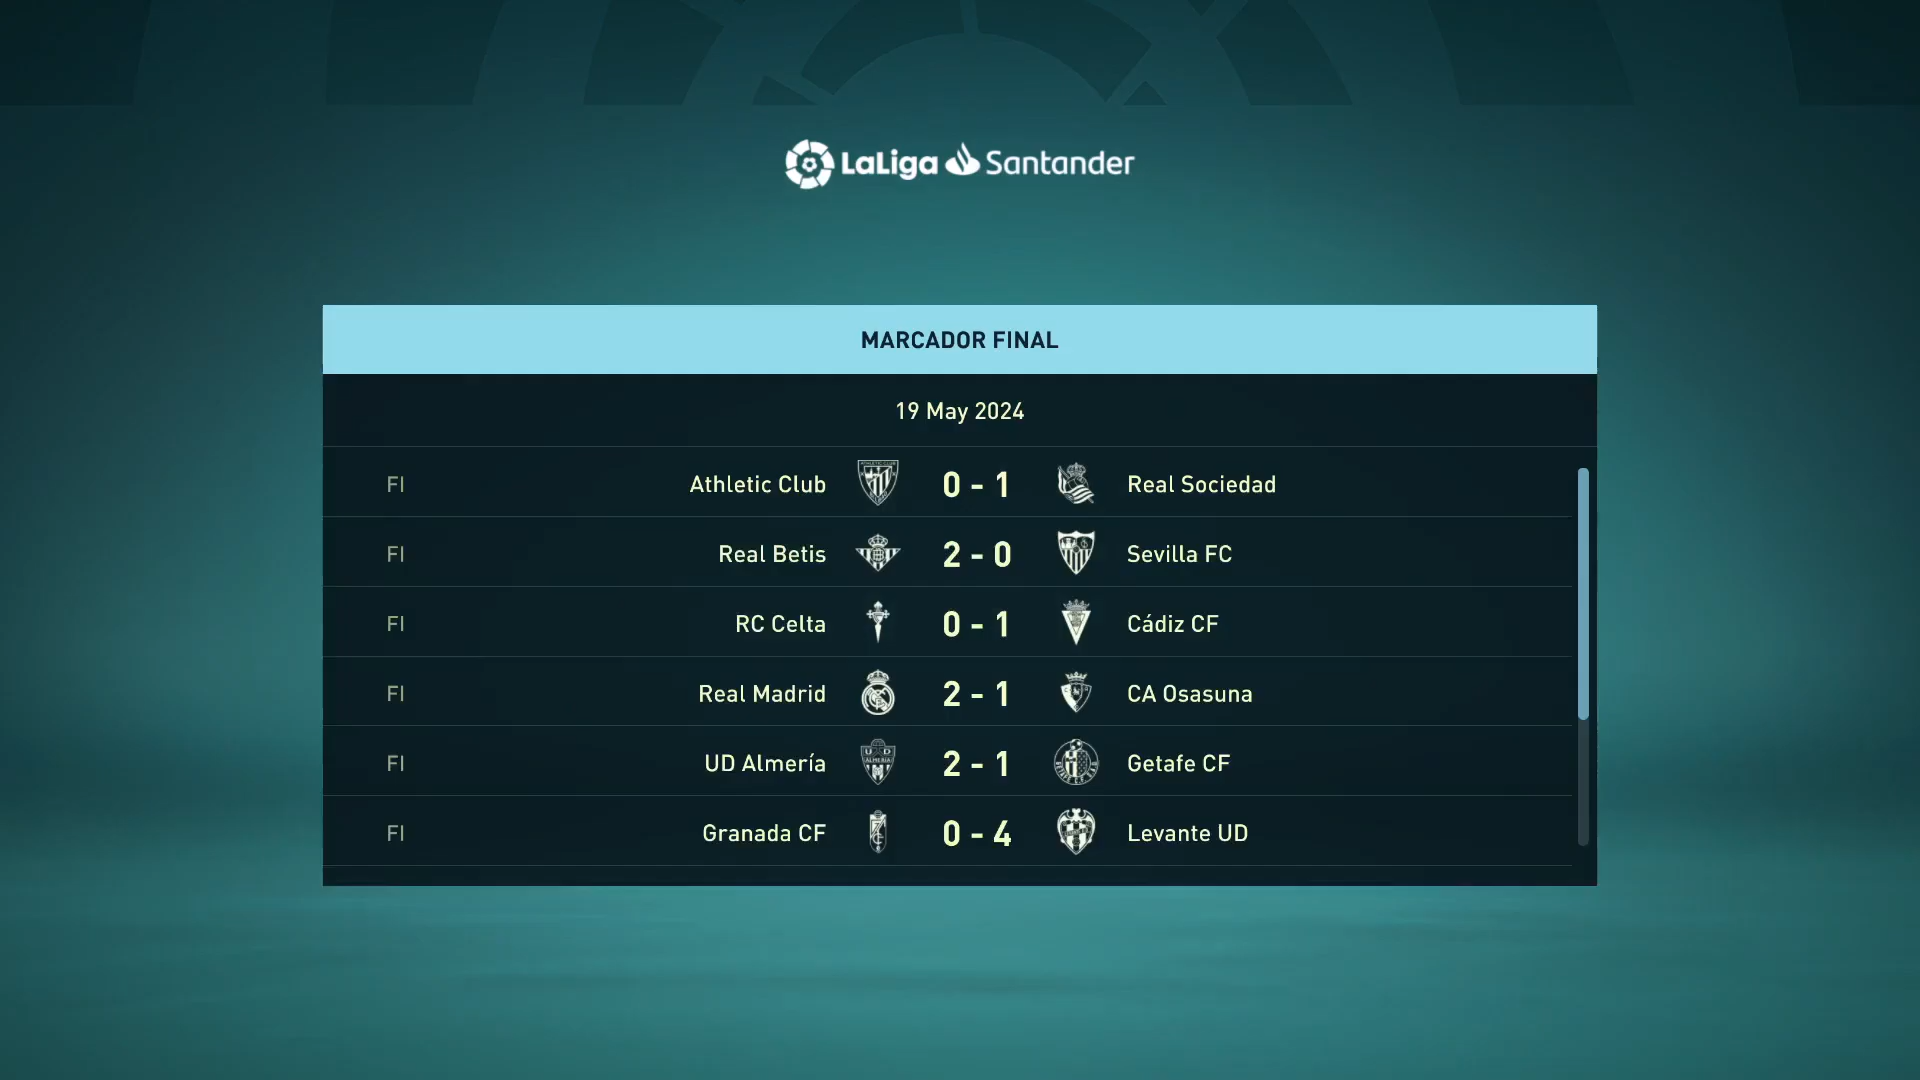 LaLiga Santander
MARCADOR FINAL
19 May 2024
FI Athletic Club 0 - 1 Real Sociedad
FI Real Betis 2 - 0 Sevilla FC
FI RC Celta 0 - 1 Cádiz CF
FI Real Madrid 2 - 1 CA Osasuna
FI UD Almería 2 - 1 Getafe CF
FI Granada CF 0 - 4 Levante UD